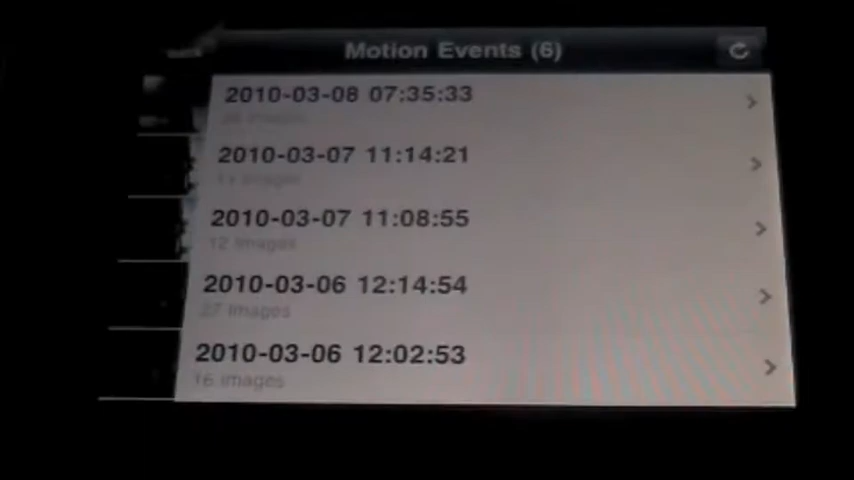 Motion Events (6)
2010-03-08 07:35:33
images
2010-03-07 11:14:21
images
2010-03-07 11:08:55
12 images
2010-03-06 12:14:54
27 images
2010-03-06 12:02:53
16 images